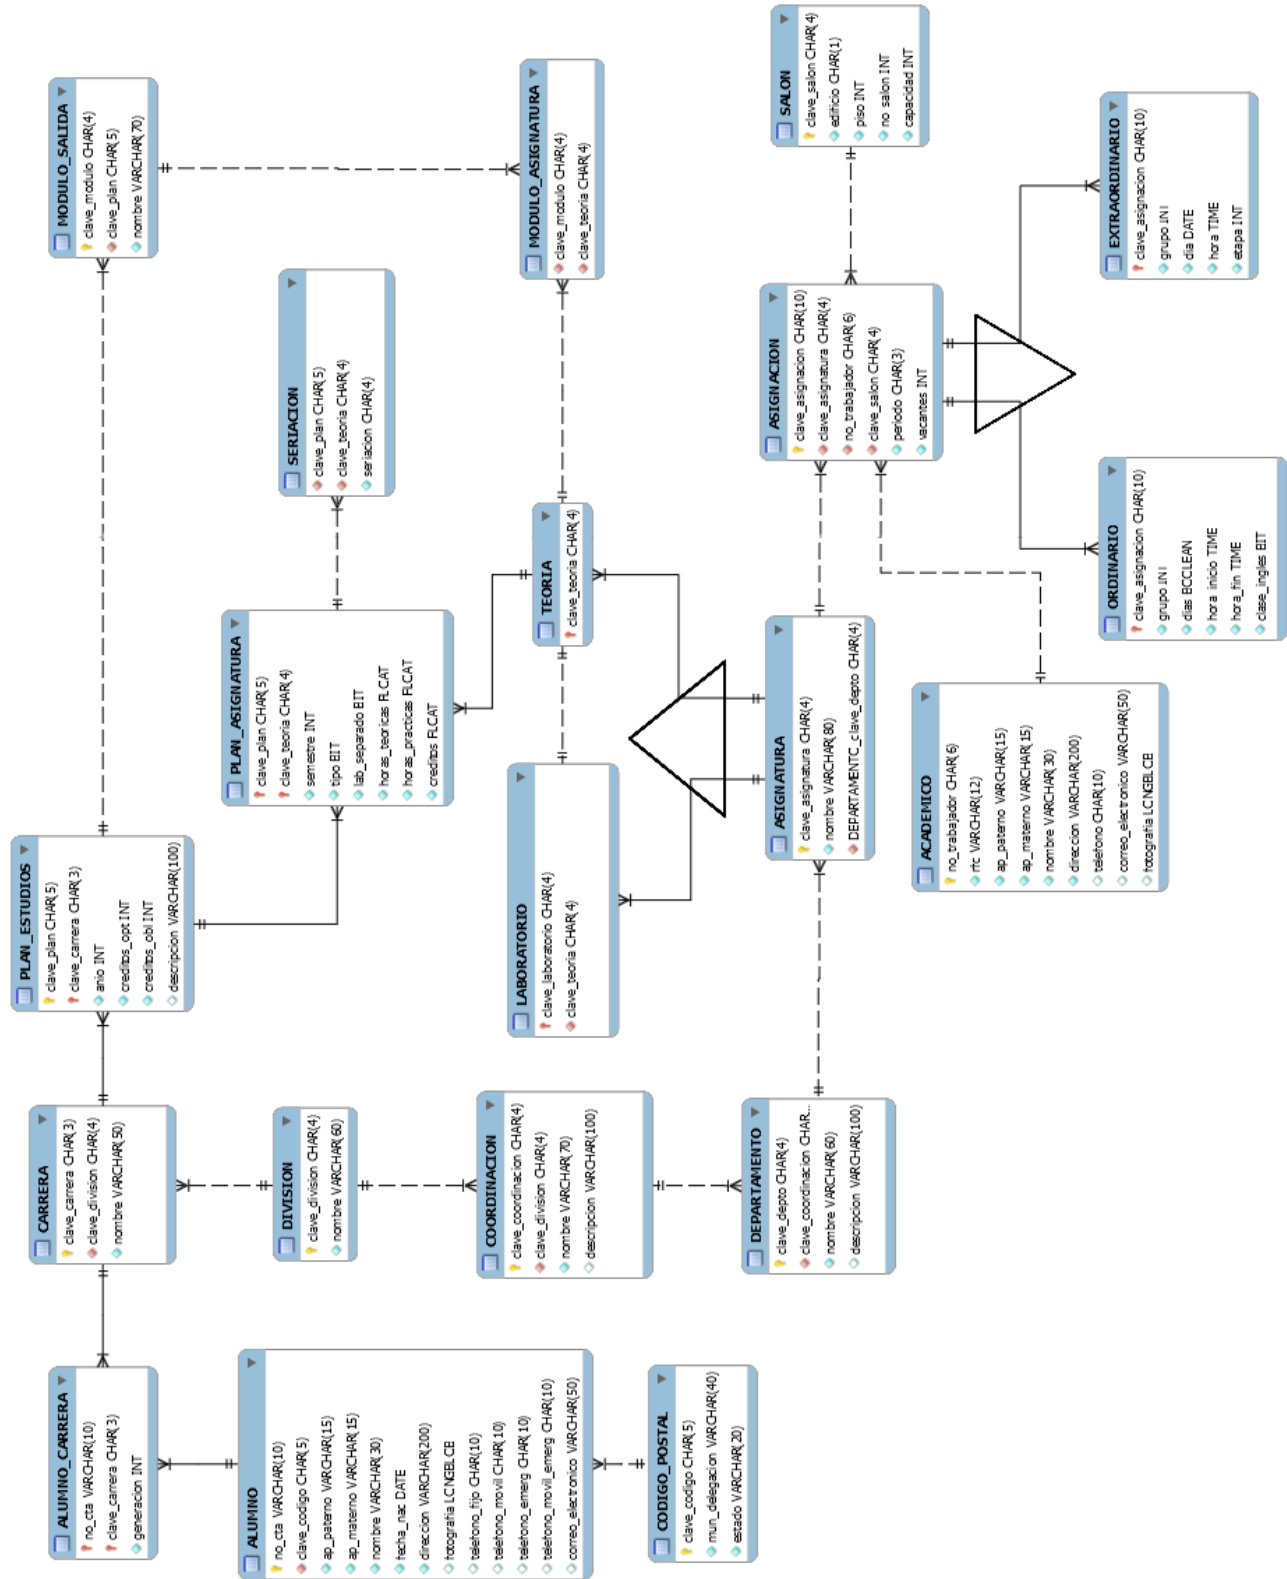 ALUMNO_CARRERA
no_cta VARCHAR(10)
clave_carrera CHAR(3)
generacion INT
CARRERA
clave_carrera CHAR(3)
clave_division CHAR(4)
nombre VARCHAR(50)
PLAN_ESTUDIOS
clave_plan CHAR(5)
clave_carrera CHAR(3)
anio INT
creditos_opt INT
creditos_obl INT
descripcion VARCHAR(100)
MODULO_SALIDA
clave_modulo CHAR(4)
clave_plan CHAR(5)
nombre VARCHAR(70)
ALUMNO
no_cta VARCHAR(10)
clave_codigo CHAR(5)
ap_paterno VARCHAR(15)
ap_materno VARCHAR(15)
nombre VARCHAR(30)
fecha_nac DATE
direccion VARCHAR(200)
fotografia LONGBLOB
telefono_fijo CHAR(10)
telefono_movil CHAR(10)
telefono_emerg CHAR(10)
telefono_movil_emerg CHAR(10)
correo_electronico VARCHAR(50)
DIVISION
clave_division CHAR(4)
nombre VARCHAR(60)
PLAN_ASIGNATURA
clave_plan CHAR(5)
clave_teoria CHAR(4)
semestre INT
tipo BIT
lab_separado BIT
horas_teoricas FLOAT
horas_practicas FLOAT
creditos FLOAT
SERIACION
clave_plan CHAR(5)
clave_teoria CHAR(4)
seriacion CHAR(4)
CODIGO_POSTAL
clave_codigo CHAR(5)
mun_delegacion VARCHAR(40)
estado VARCHAR(20)
COORDINACION
clave_coordinacion CHAR(4)
clave_division CHAR(4)
nombre VARCHAR(70)
descripcion VARCHAR(100)
LABORATORIO
clave_laboratorio CHAR(4)
clave_teoria CHAR(4)
TEORIA
clave_teoria CHAR(4)
MODULO_ASIGNATURA
clave_modulo CHAR(4)
clave_teoria CHAR(4)
DEPARTAMENTO
clave_depto CHAR(4)
clave_coordinacion CHAR...
nombre VARCHAR(60)
descripcion VARCHAR(100)
ASIGNATURA
clave_asignatura CHAR(4)
nombre VARCHAR(80)
DEPARTAMENTO_clave_depto CHAR(4)
ASIGNACION
clave_asignacion CHAR(10)
clave_asignatura CHAR(4)
no_trabajador CHAR(6)
clave_salon CHAR(4)
periodo CHAR(3)
vacantes INT
SALON
clave_salon CHAR(4)
edificio CHAR(1)
piso INT
no_salon INT
capacidad INT
ACADEMICO
no_trabajador CHAR(6)
rfc VARCHAR(12)
ap_paterno VARCHAR(15)
ap_materno VARCHAR(15)
nombre VARCHAR(30)
direccion VARCHAR(200)
telefono CHAR(10)
correo_electronico VARCHAR(50)
fotografia LONGBLOB
ORDINARIO
clave_asignacion CHAR(10)
grupo INT
dias BOOLEAN
hora_inicio TIME
hora_fin TIME
clase_ingles BIT
EXTRAORDINARIO
clave_asignacion CHAR(10)
grupo INT
dia DATE
hora TIME
etapa INT